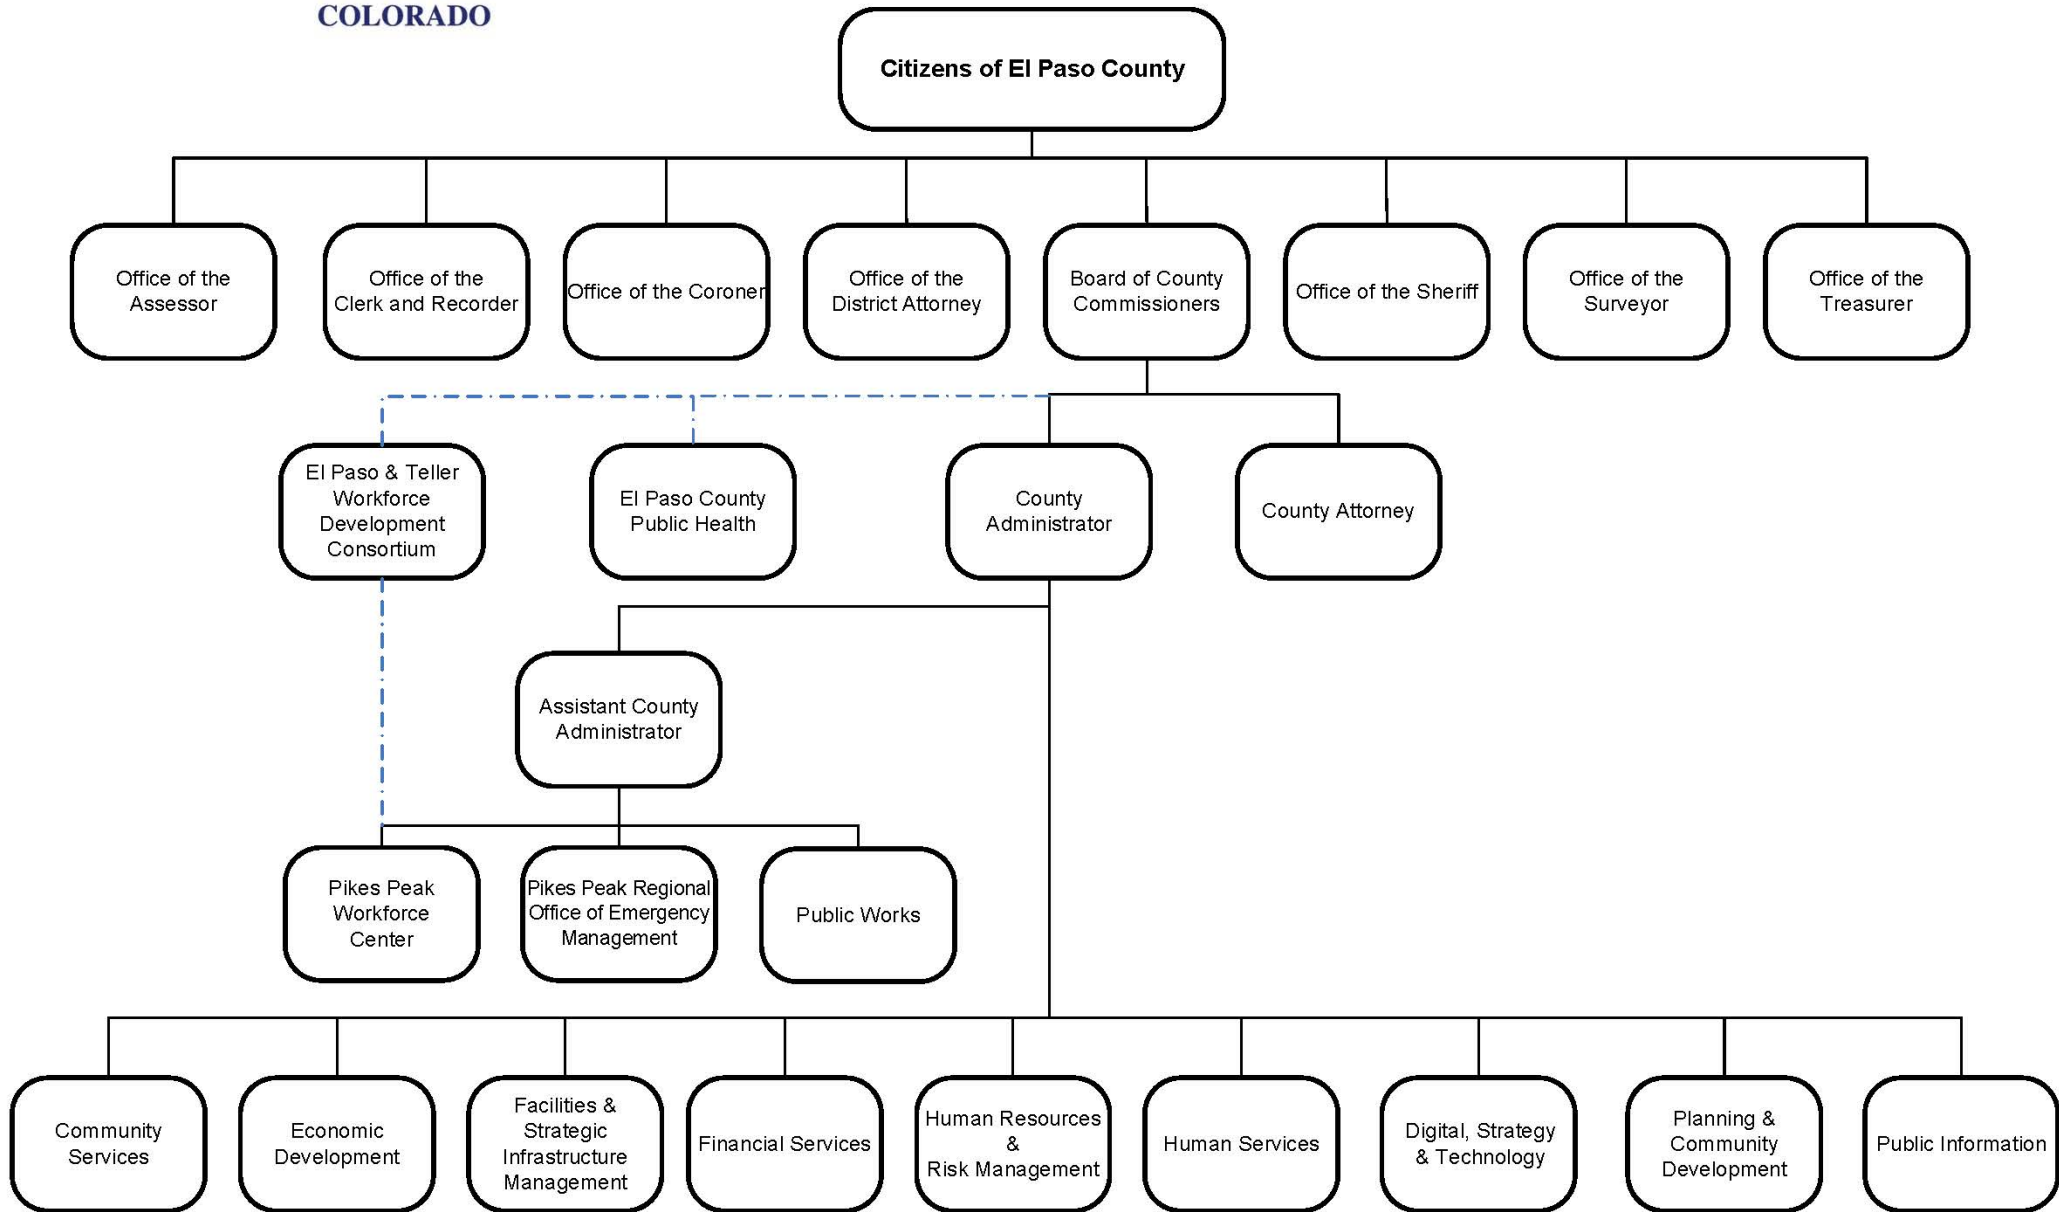 COLORADO
Citizens of El Paso County
Office of the
Assessor
Office of the
Clerk and Recorder
Office of the Coroner
Office of the
District Attorney
Board of County
Commissioners
Office of the Sheriff
Office of the
Surveyor
Office of the
Treasurer
El Paso & Teller
Workforce
Development
Consortium
El Paso County
Public Health
County
Administrator
County Attorney
Assistant County
Administrator
Pikes Peak
Workforce
Center
Pikes Peak Regional
Office of Emergency
Management
Public Works
Community
Services
Economic
Development
Facilities &
Strategic
Infrastructure
Management
Financial Services
Human Resources
&
Risk Management
Human Services
Digital, Strategy
& Technology
Planning &
Community
Development
Public Information